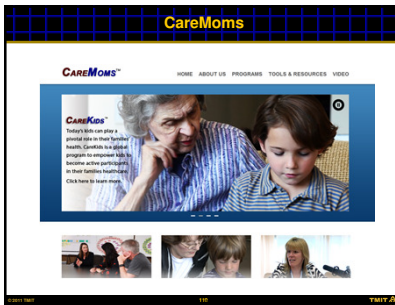 CareMoms
CAREMOMS™
HOME ABOUT US PROGRAMS TOOLS & RESOURCES VIDEO
CAREKIDS™
Today's kids can play a
pivotal role in their families
health. CareKids is a global
program to empower kids to
become active participants
in their families healthcare.
Click here to learn more.
© 2011 TMIT
TMIT